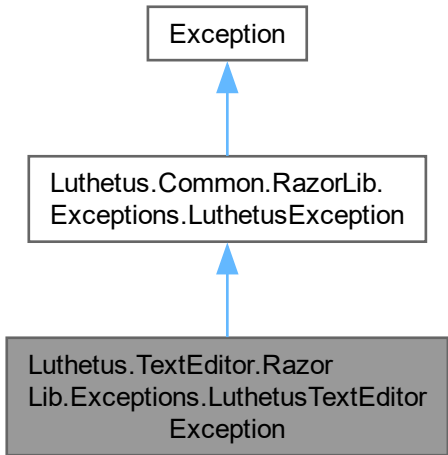 Exception
Luthetus.Common.RazorLib.
Exceptions.LuthetusException
Luthetus.TextEditor.Razor
Lib.Exceptions.LuthetusTextEditor
Exception